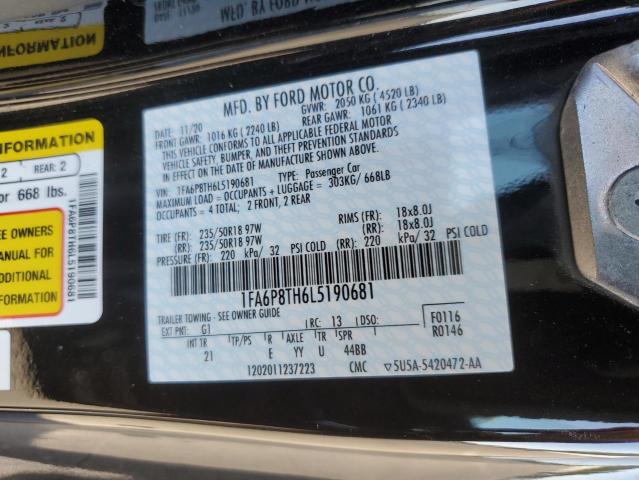 MFD. BY FORD MOTOR CO.
DATE: 11/20 GVWR: 2050 KG ( 4520 LB)
FRONT GAWR: 1016 KG ( 2240 LB) REAR GAWR: 1061 KG ( 2340 LB)
THIS VEHICLE CONFORMS TO ALL APPLICABLE FEDERAL MOTOR
VEHICLE SAFETY, BUMPER, AND THEFT PREVENTION STANDARDS
IN EFFECT ON THE DATE OF MANUFACTURE SHOWN ABOVE.
VIN: 1FA6P8TH6L5190681 TYPE: Passenger Car
MAXIMUM LOAD = OCCUPANTS + LUGGAGE = 303KG/ 668LB
OCCUPANTS = 4 TOTAL; 2 FRONT, 2 REAR
TIRE (FR): 235/50R18 97W RIMS (FR): 18x8.0J
(RR): 235/50R18 97W (RR): 18x8.0J
PRESSURE (FR): 220 kPa/ 32 PSI COLD (RR): 220 kPa/ 32 PSI COLD
1FA6P8TH6L5190681
TRAILER TOWING - SEE OWNER GUIDE
EXT PNT: G1 RC: 13 DSO: F0116
R0146
INT TR TP/PS R AXLE TR SPR
21 E YY U 44BB
1202011237223 CMC ▽5U5A-5420472-AA
INFORMATION
2 REAR: 2
or 668 lbs.
SEE OWNERS
MANUAL FOR
ADDITIONAL
INFORMATION
1FA6P8TH6L5190681
INFORMATION
MFD. BY FORD